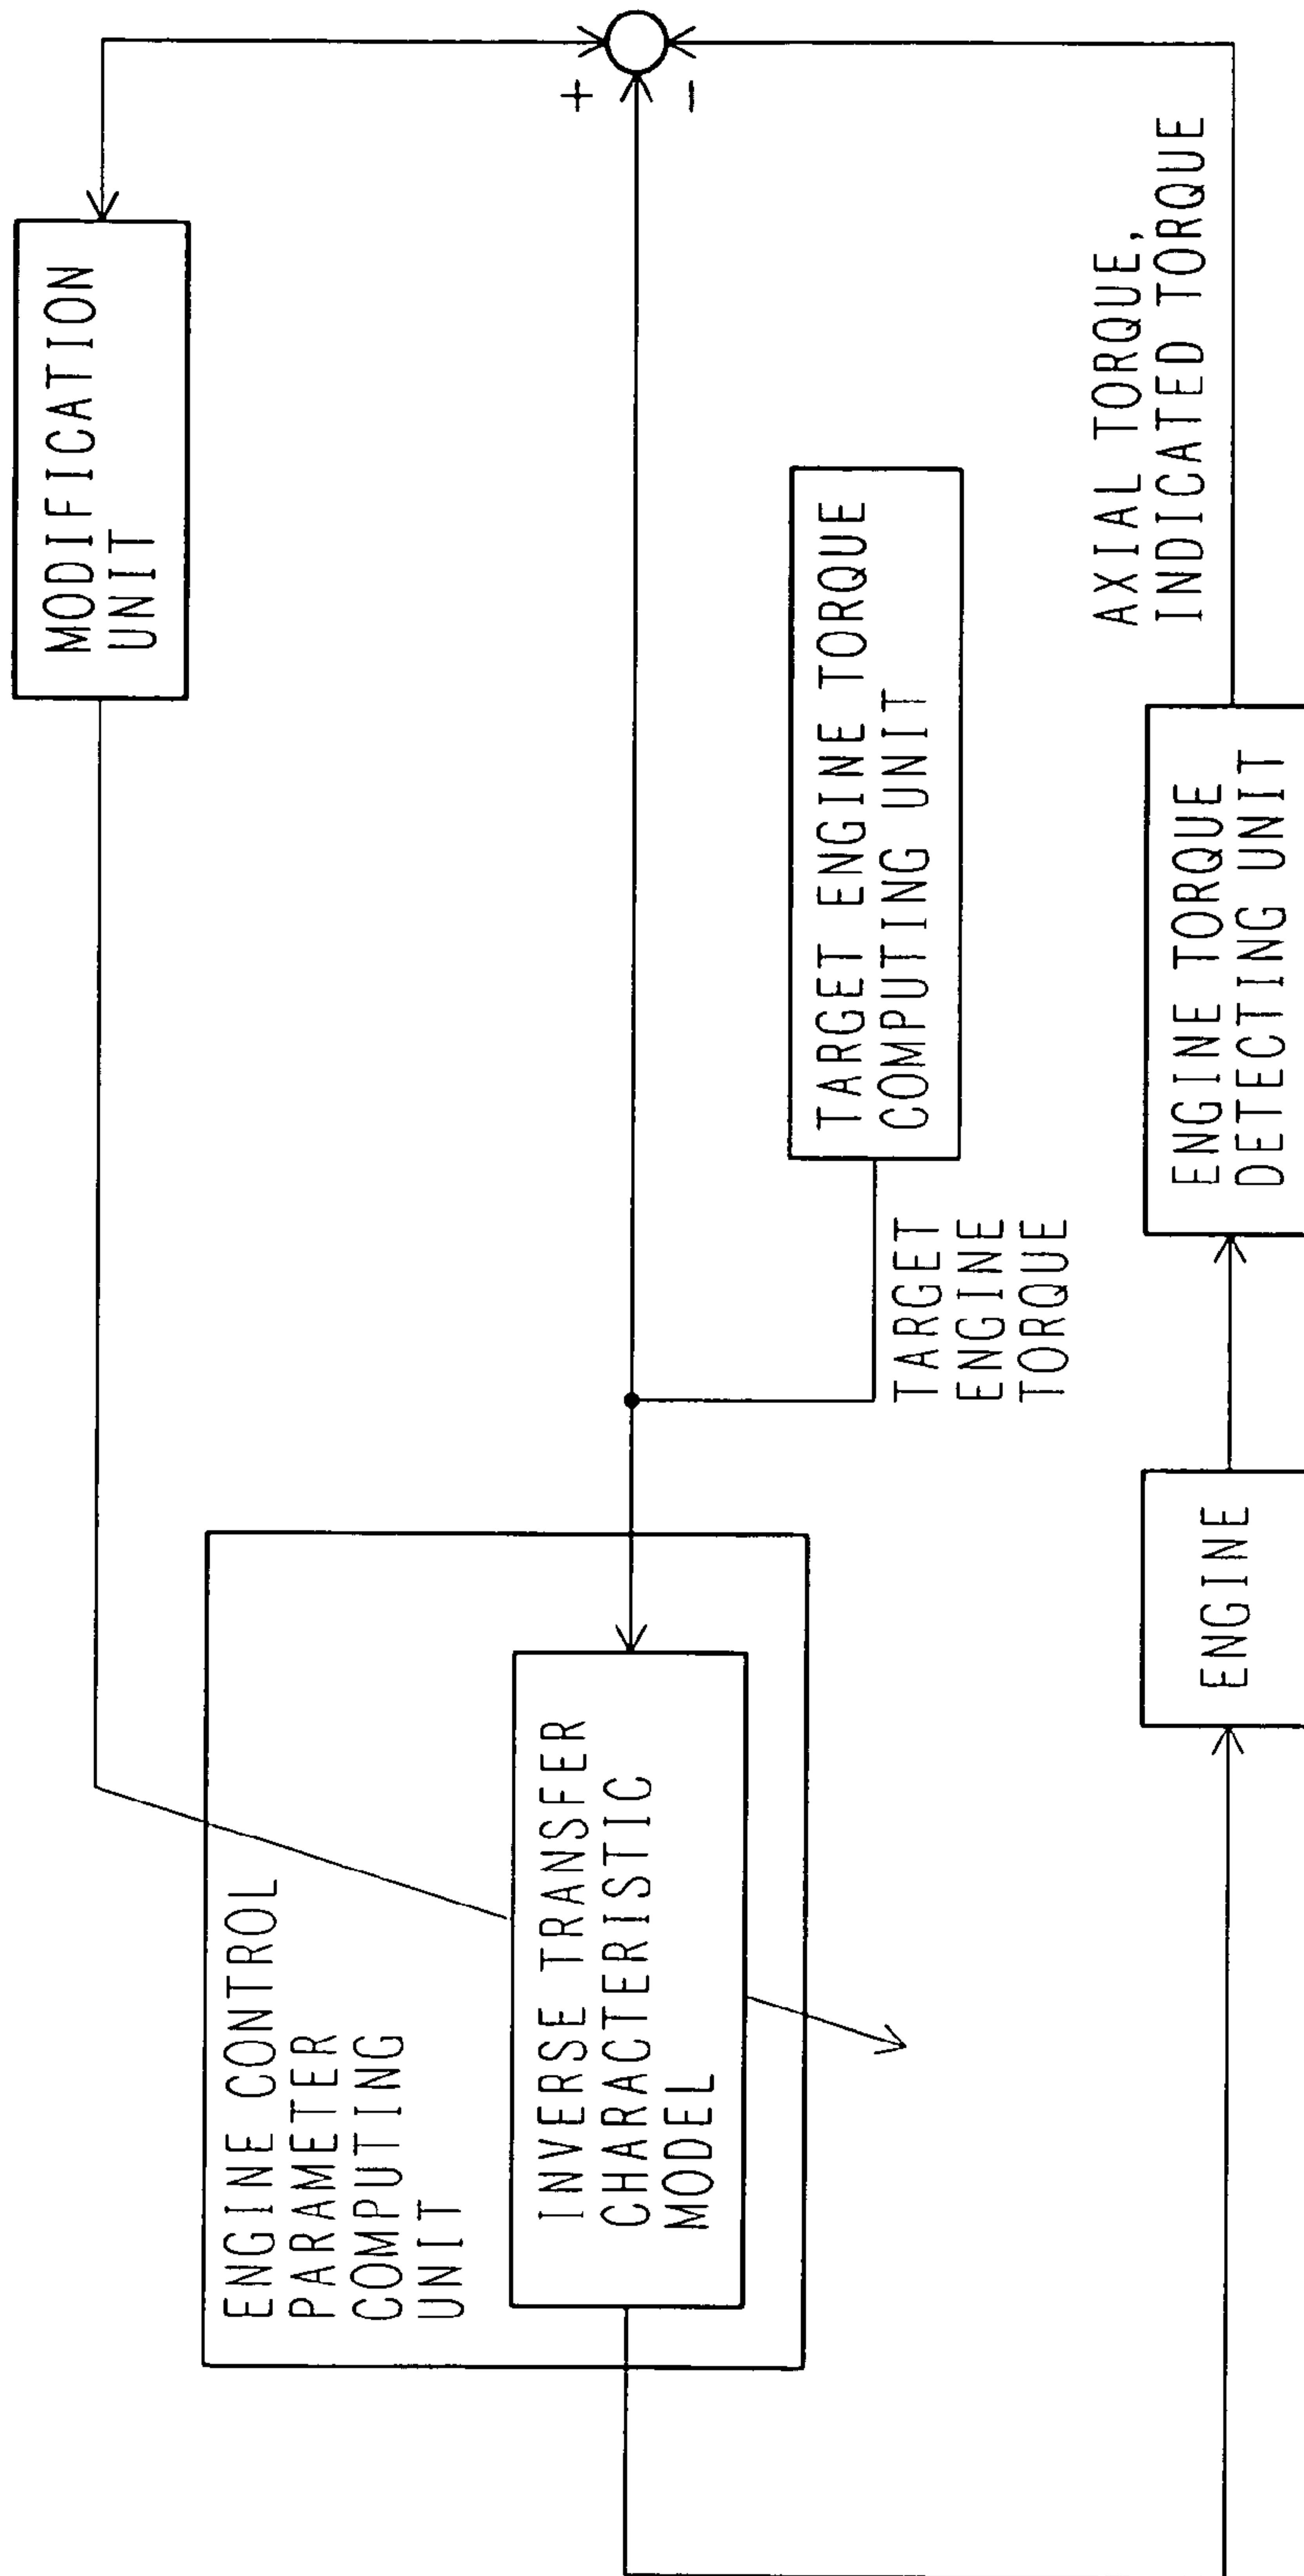 MODIFICATION
UNIT
+
-
AXIAL TORQUE,
INDICATED TORQUE
TARGET ENGINE TORQUE
COMPUTING UNIT
TARGET
ENGINE
TORQUE
ENGINE TORQUE
DETECTING UNIT
ENGINE CONTROL
PARAMETER
COMPUTING
UNIT
INVERSE TRANSFER
CHARACTERISTIC
MODEL
ENGINE